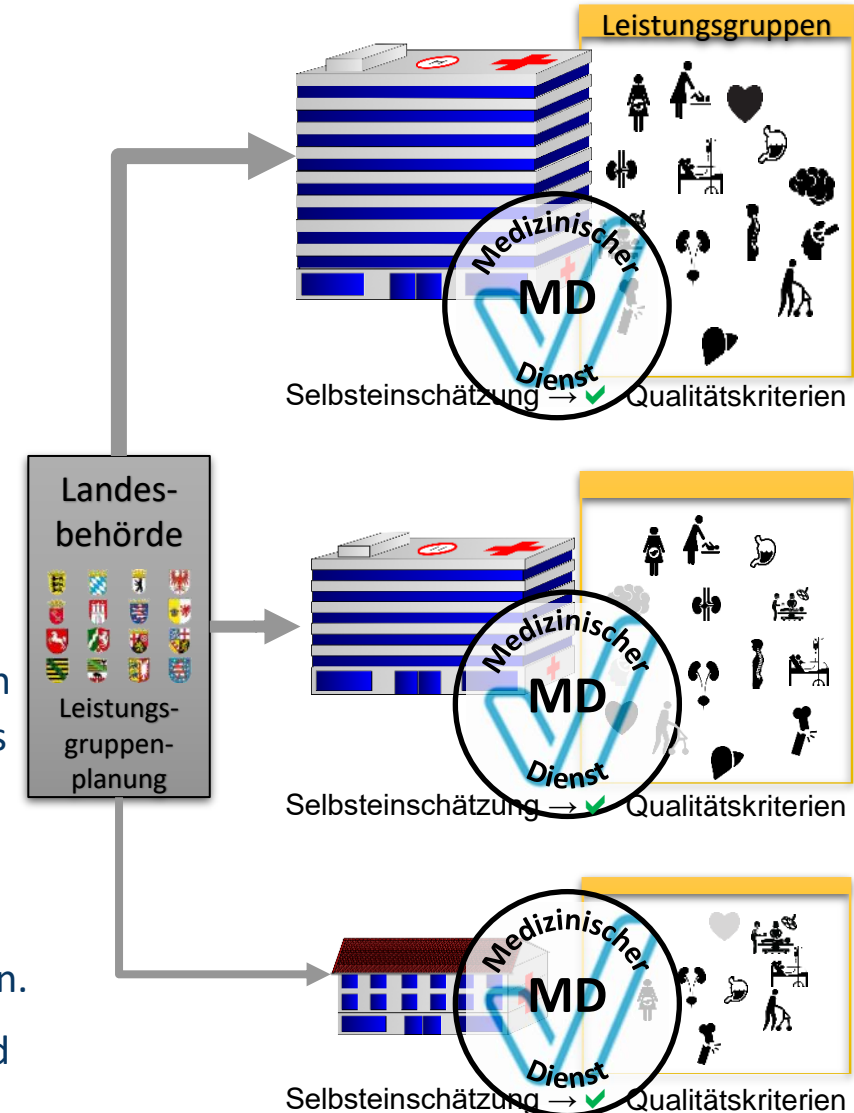 Leistungsgruppen
Medizinischer
MD
Dienst
Selbsteinschätzung → ✔ Qualitätskriterien
Landes-
behörde
Leistungs-
gruppen-
planung
n
s
Medizinischer
MD
Dienst
Selbsteinschätzung → ✔ Qualitätskriterien
n.
d
Medizinischer
MD
Dienst
Selbsteinschätzung → ✔ Qualitätskriterien